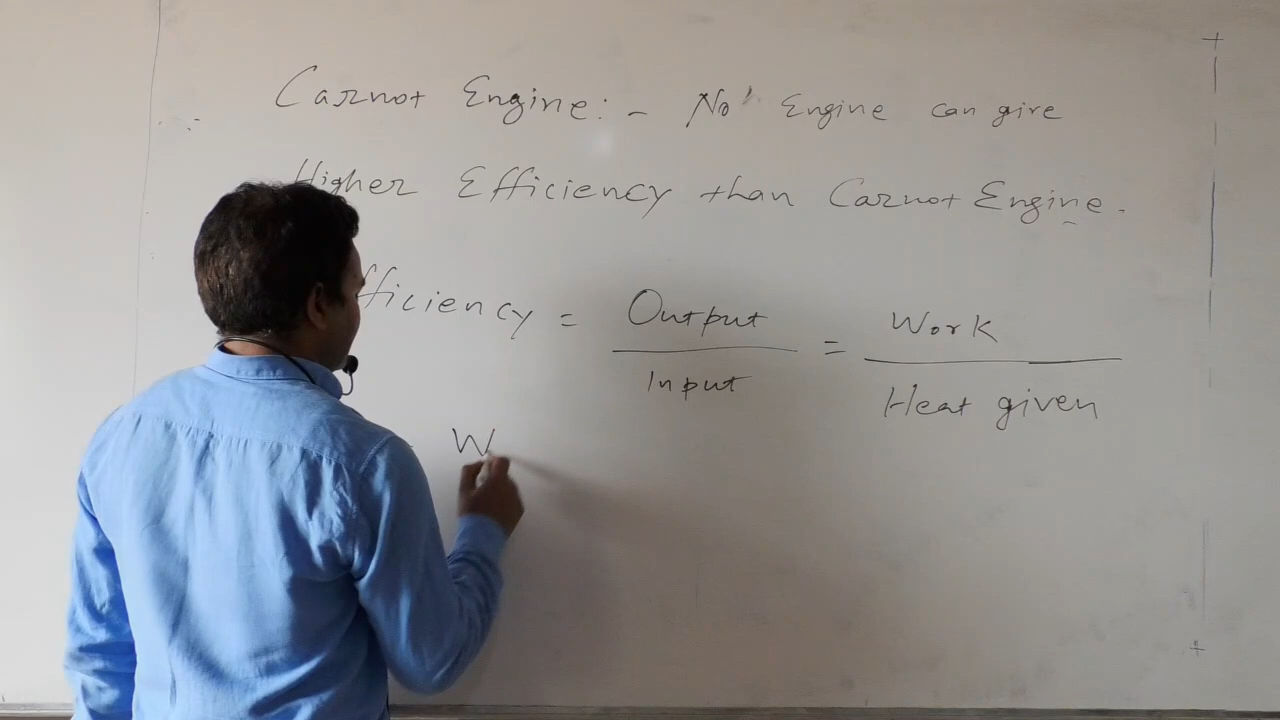 Carnot Engine:- No Engine can give
Higher Efficiency than Carnot Engine.
fficiency = Output / Input = Work / Heat given
W